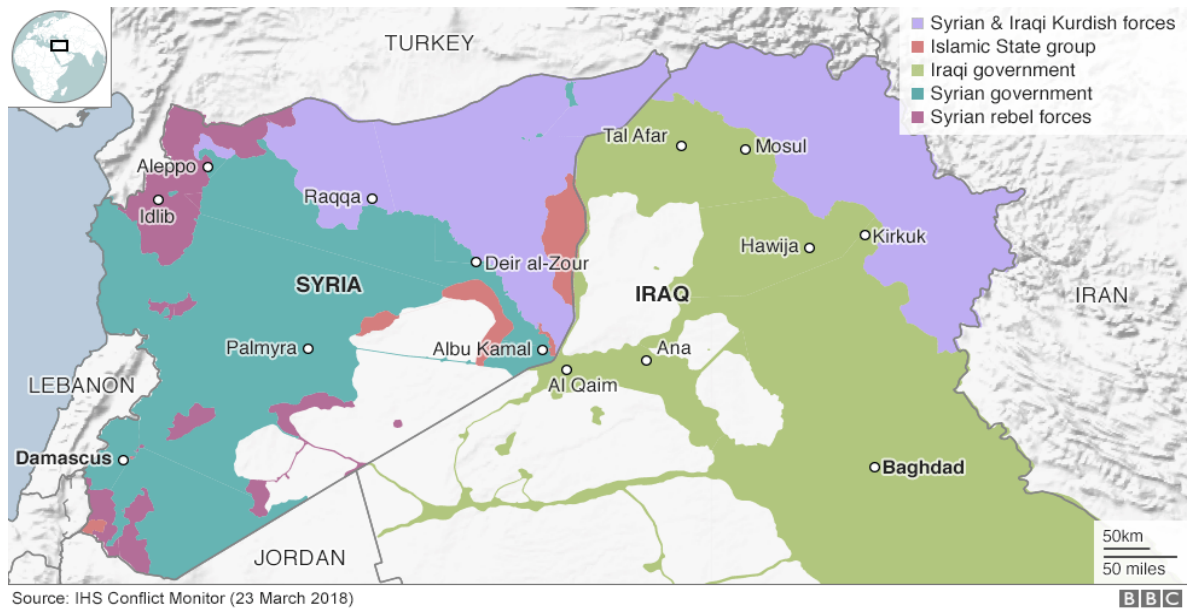 TURKEY
Syrian & Iraqi Kurdish forces
Islamic State group
Iraqi government
Syrian government
Syrian rebel forces
Tal Afar
Mosul
Aleppo
Raqqa
Idlib
Hawija
Kirkuk
Deir al-Zour
SYRIA
IRAQ
IRAN
Palmyra
Albu Kamal
Ana
LEBANON
Al Qaim
Damascus
Baghdad
JORDAN
50km
50 miles
Source: IHS Conflict Monitor (23 March 2018)
BBC